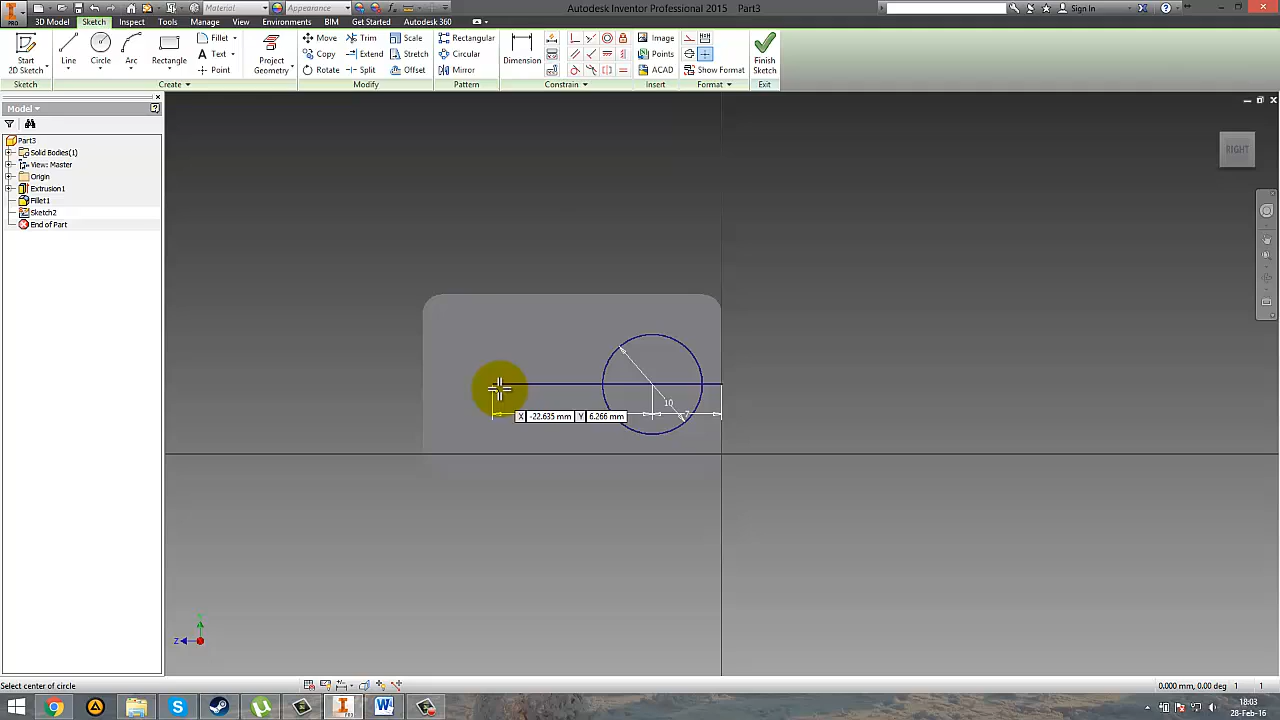 Material
Appearance
Autodesk Inventor Professional 2015   Part3
Sign In
PRO
3D Model
Sketch
Inspect
Tools
Manage
View
Environments
BIM
Get Started
Autodesk 360
Start
2D Sketch
Line
Circle
Arc
Rectangle
Fillet
Text
Point
Project
Geometry
Move
Copy
Rotate
Trim
Extend
Split
Scale
Stretch
Offset
Rectangular
Circular
Mirror
Dimension
Image
Points
ACAD
Show Format
Finish
Sketch
Sketch
Create
Modify
Pattern
Constrain
Insert
Format
Exit
Model
Part3
Solid Bodies(1)
View: Master
Origin
Extrusion1
Fillet1
Sketch2
End of Part
RIGHT
10
7
X -22.635 mm Y 6.266 mm
Z
Select center of circle
0.000 mm, 0.00 deg 1 1
18:03
28-Feb-16